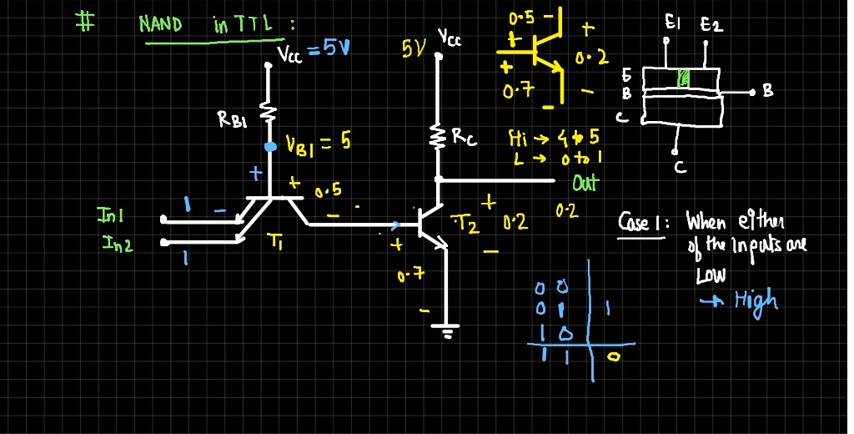 # NAND in TTL :
Vcc = 5V
5V Vcc
0.5 -
+
+
0.2
+
0.7
-
-
E1 E2
E
B
B
C
C
RB1
VB1 = 5
Rc
Hi → 4 to 5
L → 0 to 1
Out
+
+
0.5
-
In1
1
-
In2
1
T1
+
0.7
-
T2
+
0.2
-
0.2
Case 1: When either
of the inputs are
Low
→ High
0 0
0 1 1
1 0
1 1 0